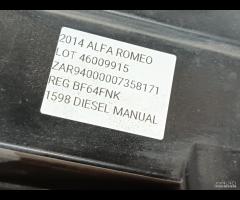 2014 ALFA ROMEO
LOT 46009915
ZAR94000007358171
REG BF64FNK
1598 DIESEL MANUAL